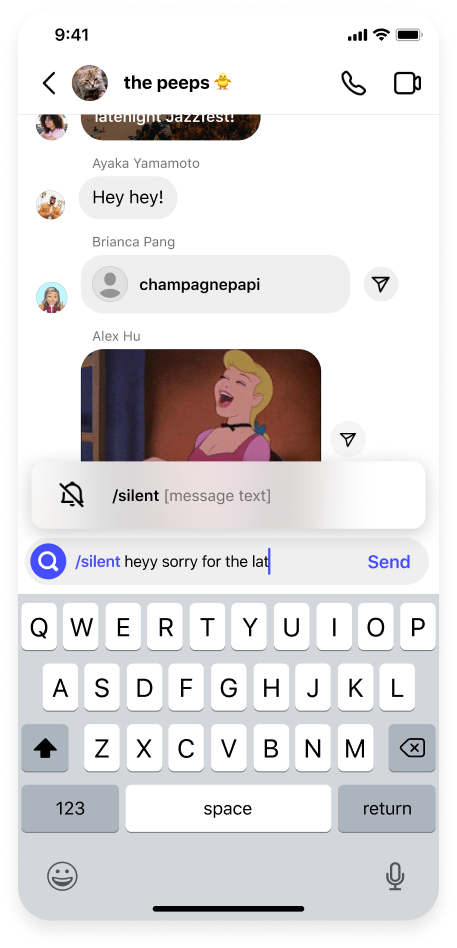 9:41
the peeps 🐥
latenight Jazzfest!
Ayaka Yamamoto
Hey hey!
Brianca Pang
champagnepapi
Alex Hu
/silent [message text]
/silent heyy sorry for the lat
Send
Q W E R T Y U I O P
A S D F G H J K L
Z X C V B N M
123 space return